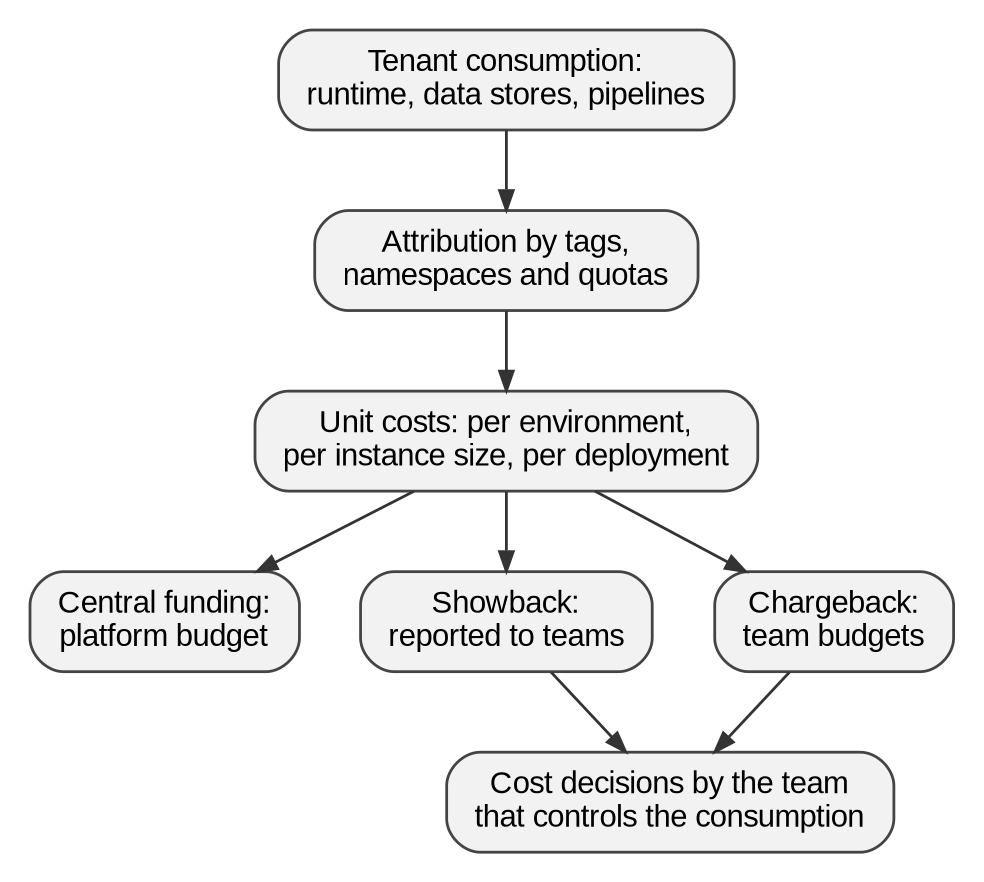 Tenant consumption:
runtime, data stores, pipelines
Attribution by tags,
namespaces and quotas
Unit costs: per environment,
per instance size, per deployment
Central funding:
platform budget
Showback:
reported to teams
Chargeback:
team budgets
Cost decisions by the team
that controls the consumption